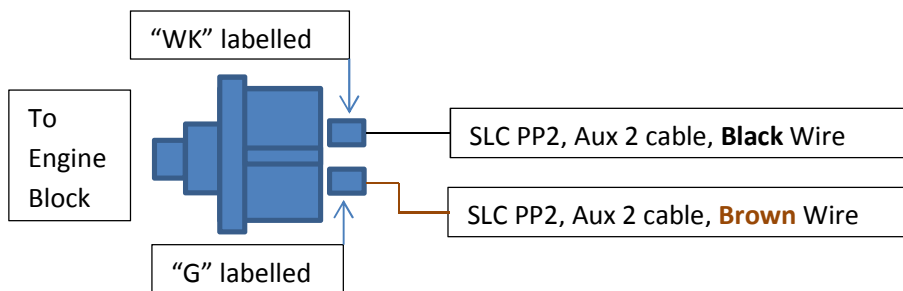 “WK” labelled
To
Engine
Block
SLC PP2, Aux 2 cable, Black Wire
SLC PP2, Aux 2 cable, Brown Wire
“G” labelled